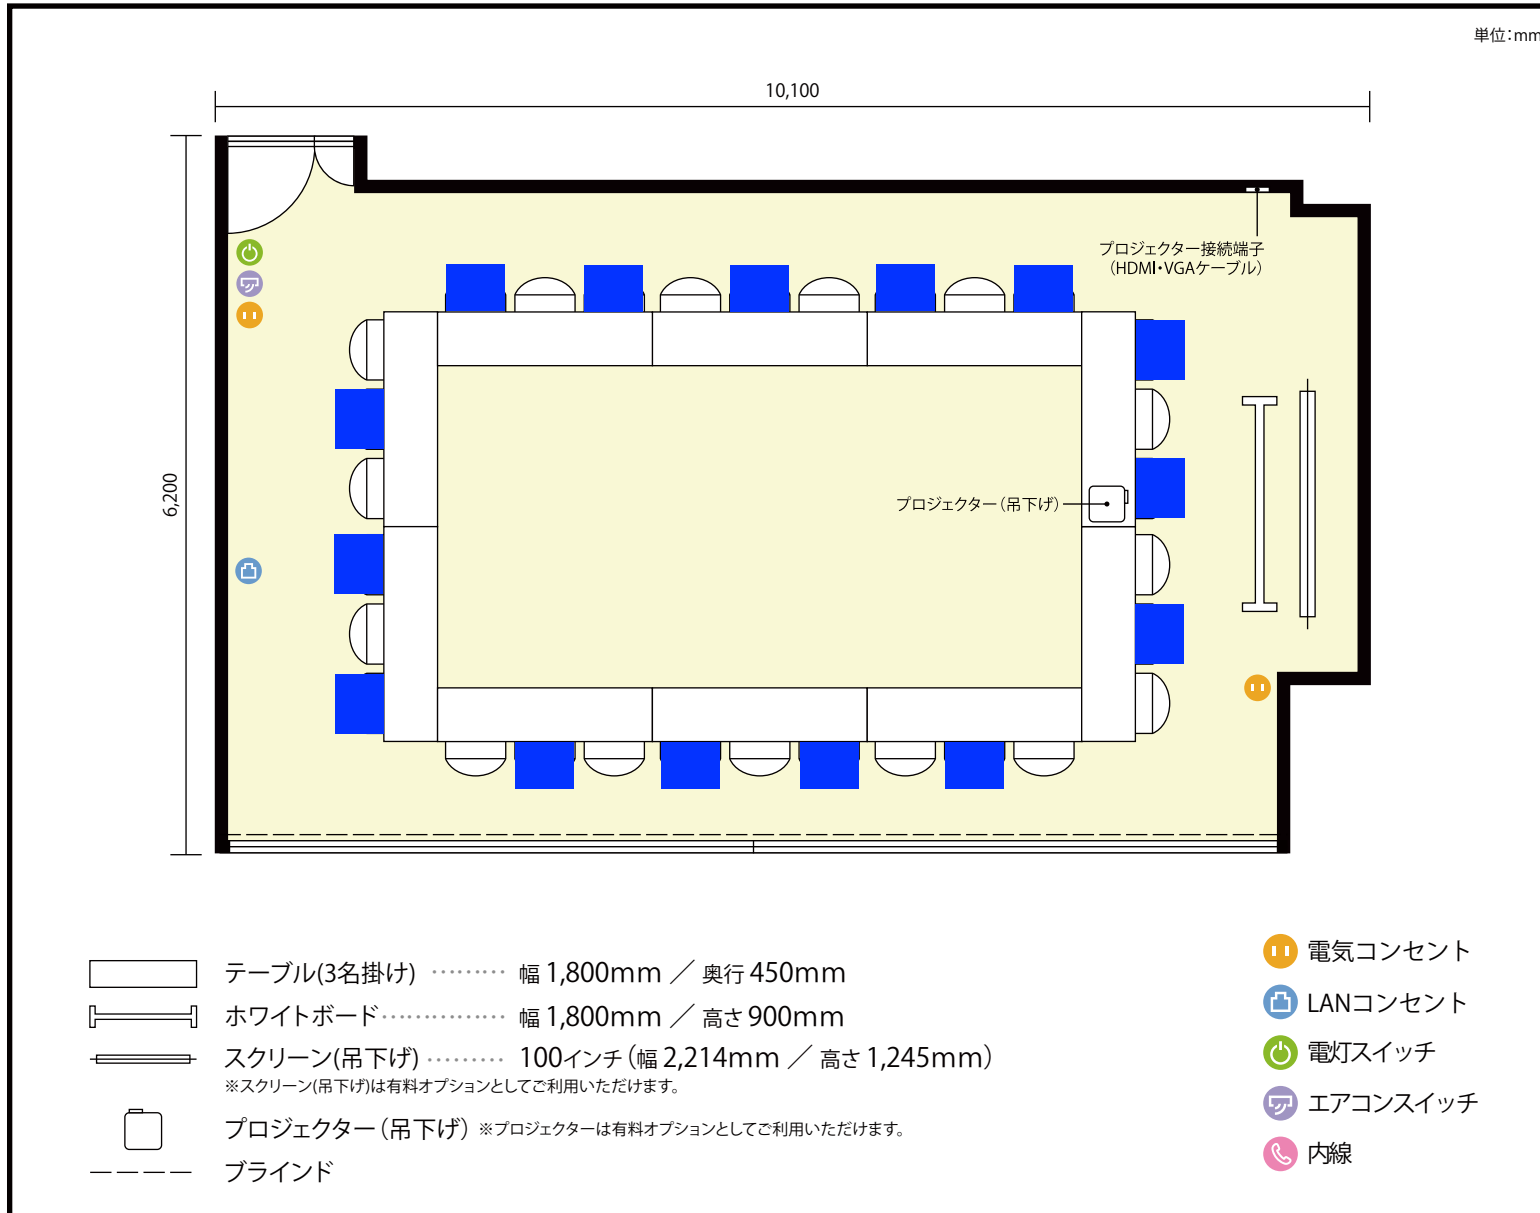 単位：mm
10,100
6,200
プロジェクター接続端子
（HDMI・VGAケーブル）
プロジェクター（吊下げ）
テーブル(3名掛け) ……… 幅 1,800mm ／ 奥行 450mm
ホワイトボード…………… 幅 1,800mm ／ 高さ 900mm
スクリーン(吊下げ) ……… 100インチ（幅 2,214mm ／ 高さ 1,245mm）
※スクリーン(吊下げ)は有料オプションとしてご利用いただけます。
プロジェクター（吊下げ） ※プロジェクターは有料オプションとしてご利用いただけます。
ブラインド
電気コンセント
LANコンセント
電灯スイッチ
エアコンスイッチ
内線